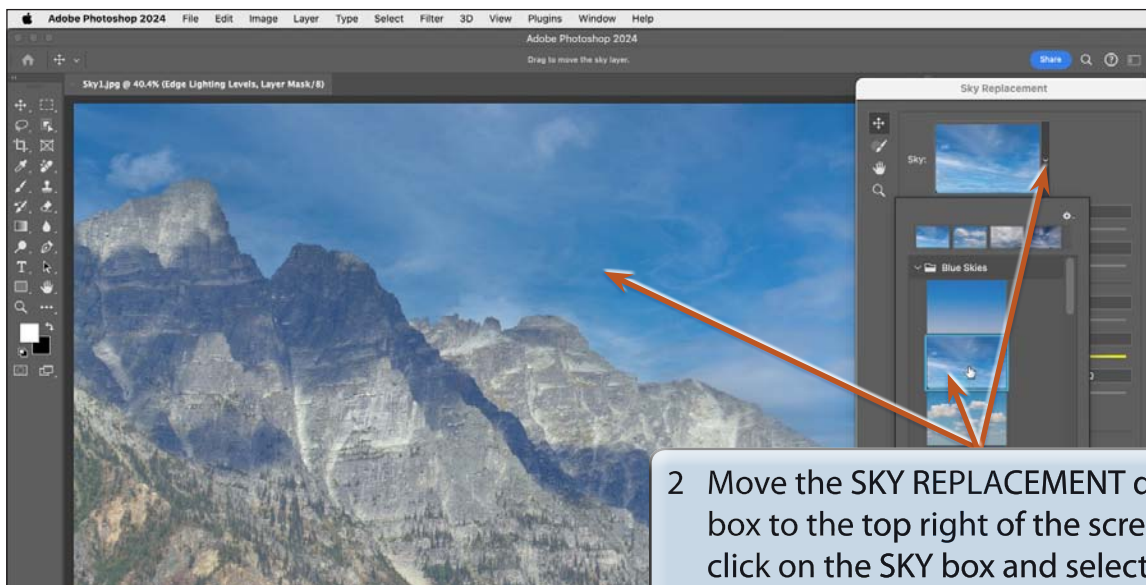 Adobe Photoshop 2024 File Edit Image Layer Type Select Filter 3D View Plugins Window Help
Adobe Photoshop 2024
Drag to move the sky layer.
Share
Sky1.jpg @ 40.4% (Edge Lighting Levels, Layer Mask/8)
Sky Replacement
Sky:
Blue Skies
2 Move the SKY REPLACEMENT
box to the top right of the
click on the SKY box and select